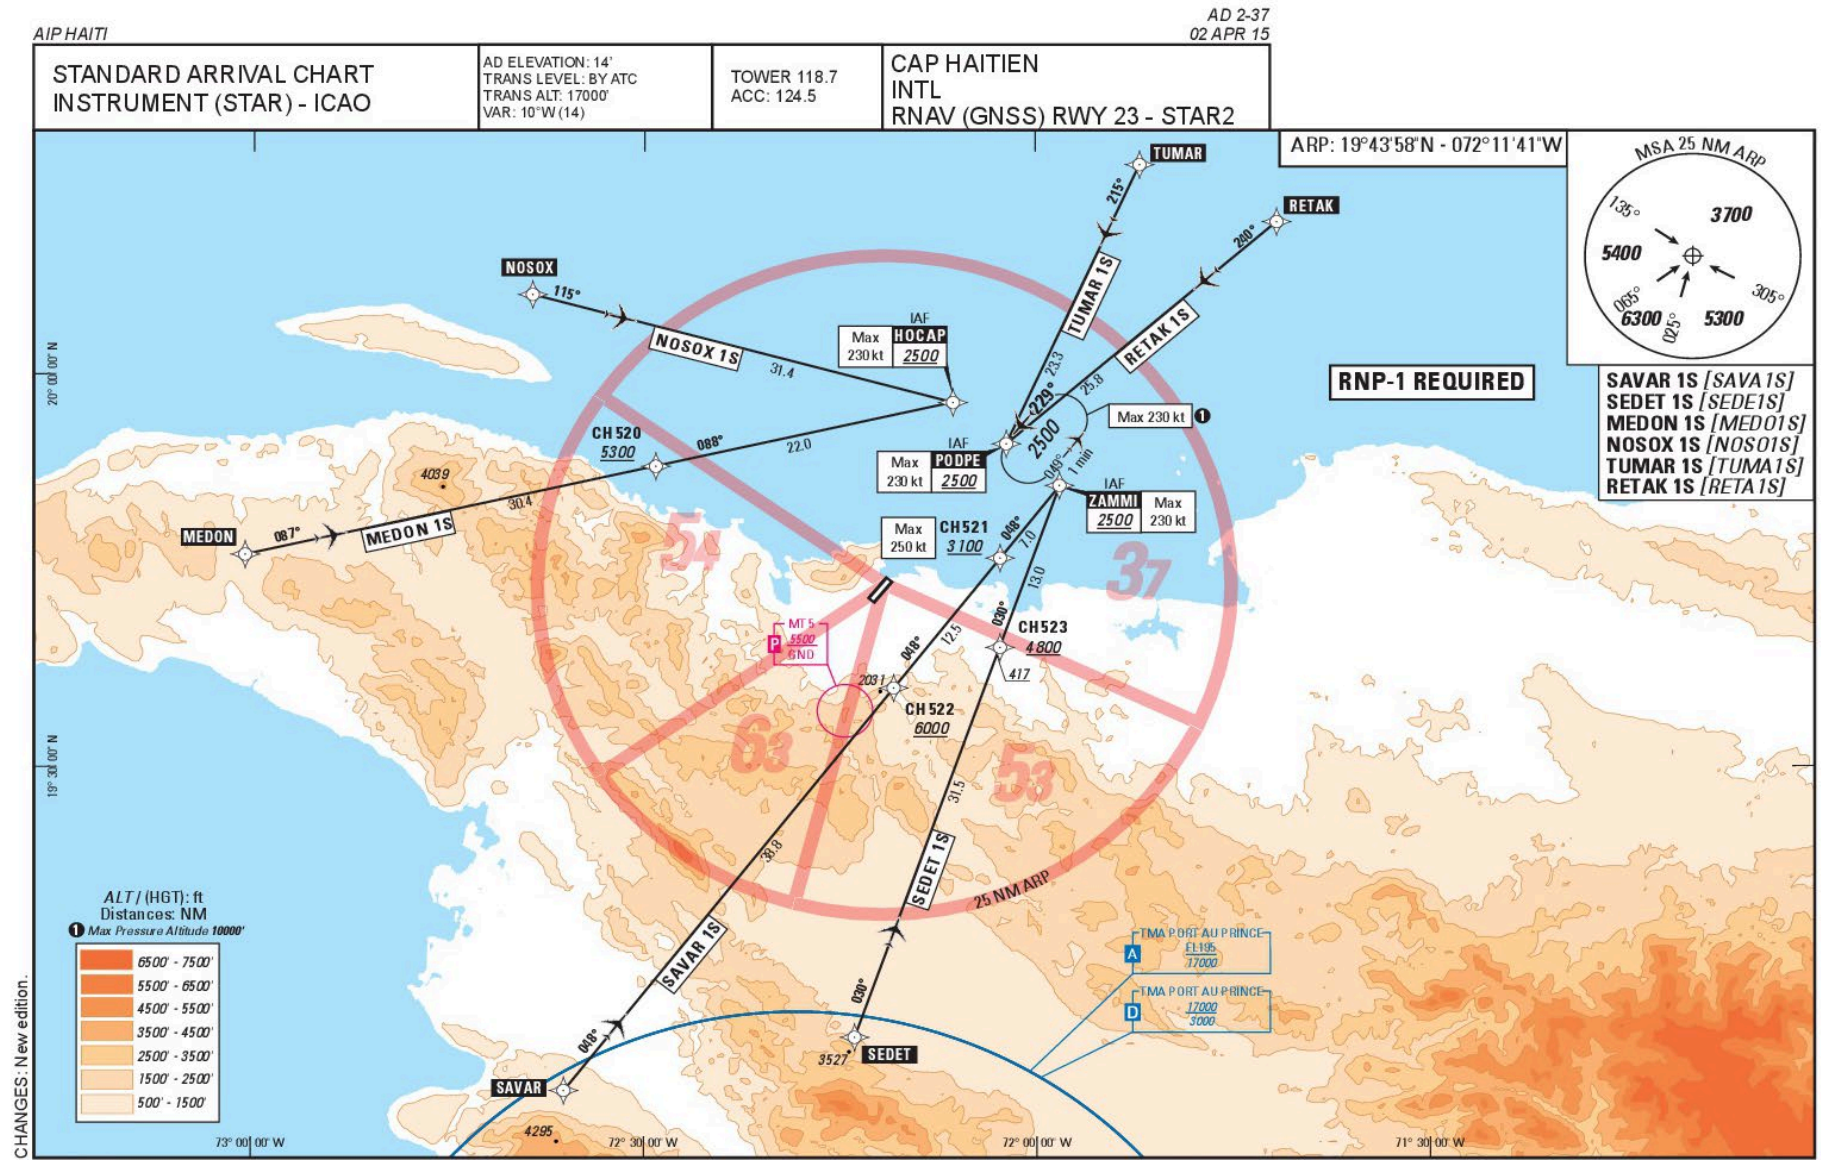 AD 2-37
AIP HAITI
02 APR 15
STANDARD ARRIVAL CHART
INSTRUMENT (STAR) - ICAO
AD ELEVATION: 14'
TRANS LEVEL: BY ATC
TRANS ALT: 17000'
VAR: 10°W (14)
TOWER 118.7
ACC: 124.5
CAP HAITIEN
INTL
RNAV (GNSS) RWY 23 - STAR2
ARP: 19°43'58"N - 072°11'41"W
MSA 25 NM ARP
135°
3700
5400
065°
6300
025°
5300
305°
RNP-1 REQUIRED
SAVAR 1S [SAVA1S]
SEDET 1S [SEDE1S]
MEDON 1S [MEDO1S]
NOSOX 1S [NOSO1S]
TUMAR 1S [TUMA1S]
RETAK 1S [RETA1S]
TUMAR
215°
TUMAR 1S
23.3
RETAK
240°
RETAK 1S
25.8
NOSOX
115°
NOSOX 1S
31.4
IAF
HOCAP
2500
Max
230 kt
20° 00' 00" N
229°
2500
049°
1 min
Max 230 kt 1
CH520
5300
088°
22.0
IAF
PODPE
2500
Max
230 kt
4039
30.4
MEDON
087°
MEDON 1S
IAF
ZAMMI
2500
Max
230 kt
Max
250 kt
CH521
3100
048°
7.0
54
37
13.0
030°
CH523
4800
417
MT5
5500
GND
P
048°
12.5
2031
CH522
6000
63
53
19° 30' 00" N
31.5
38.8
SEDET 1S
25 NM ARP
SAVAR 1S
ALT / (HGT): ft
Distances: NM
1 Max Pressure Altitude 10000'
6500' - 7500'
5500' - 6500'
4500' - 5500'
3500' - 4500'
2500' - 3500'
1500' - 2500'
500' - 1500'
TMA PORT AU PRINCE
A
FL195
17000
TMA PORT AU PRINCE
D
17000
3000
030°
048°
3527
SEDET
SAVAR
4295
73° 00' 00" W
72° 30' 00" W
72° 00' 00" W
71° 30' 00" W
CHANGES: New edition.